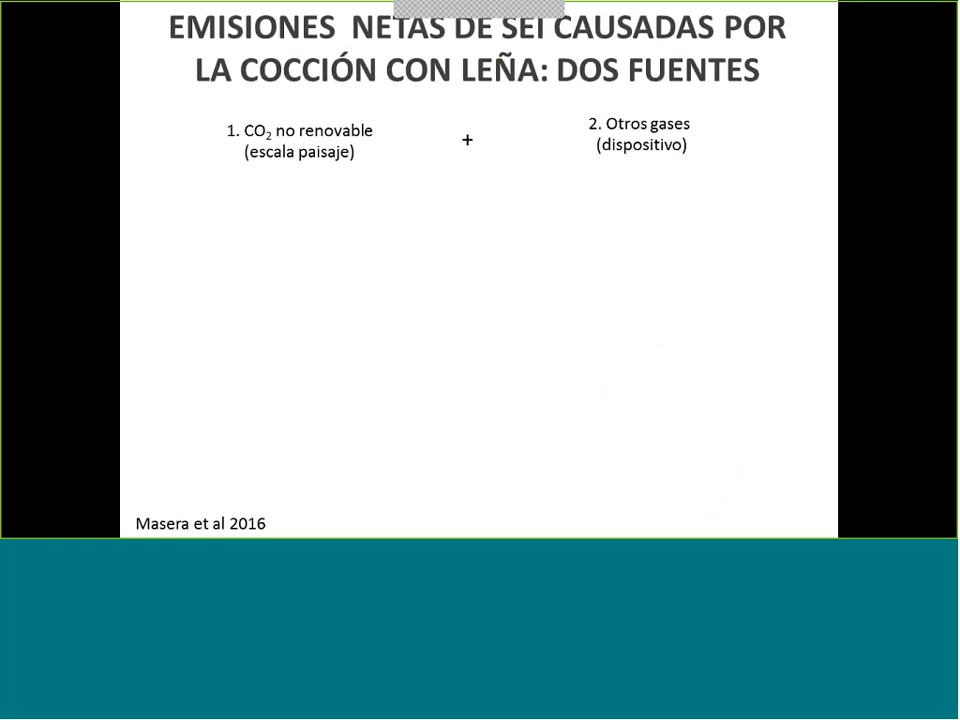 EMISIONES NETAS DE SEI CAUSADAS POR
LA COCCIÓN CON LEÑA: DOS FUENTES
1. CO₂ no renovable
(escala paisaje)
+
2. Otros gases
(dispositivo)
Masera et al 2016